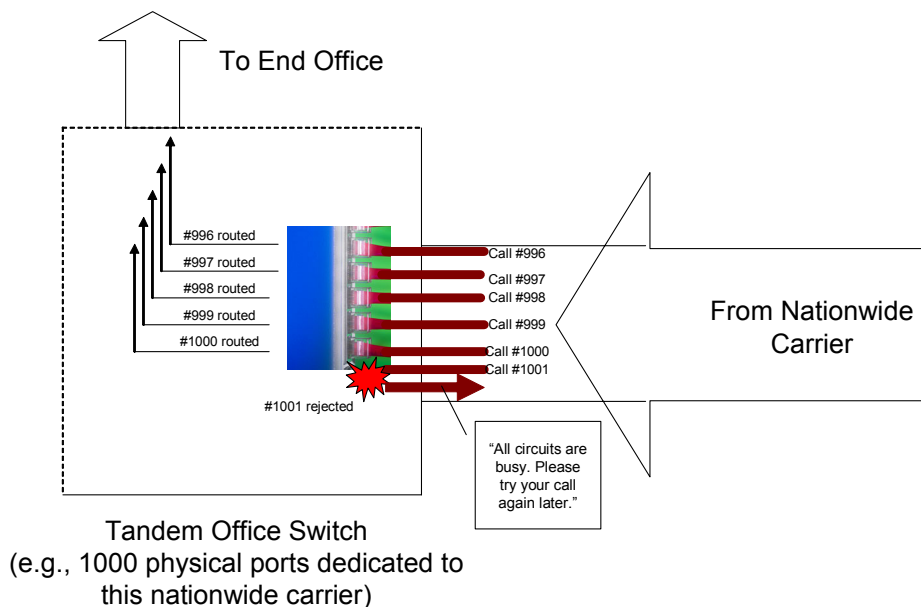 To End Office
#996 routed
#997 routed
#998 routed
#999 routed
#1000 routed
#1001 rejected
Call #996
Call #997
Call #998
Call #999
Call #1000
Call #1001
From Nationwide
Carrier
“All circuits are
busy. Please
try your call
again later.”
Tandem Office Switch
(e.g., 1000 physical ports dedicated to
this nationwide carrier)